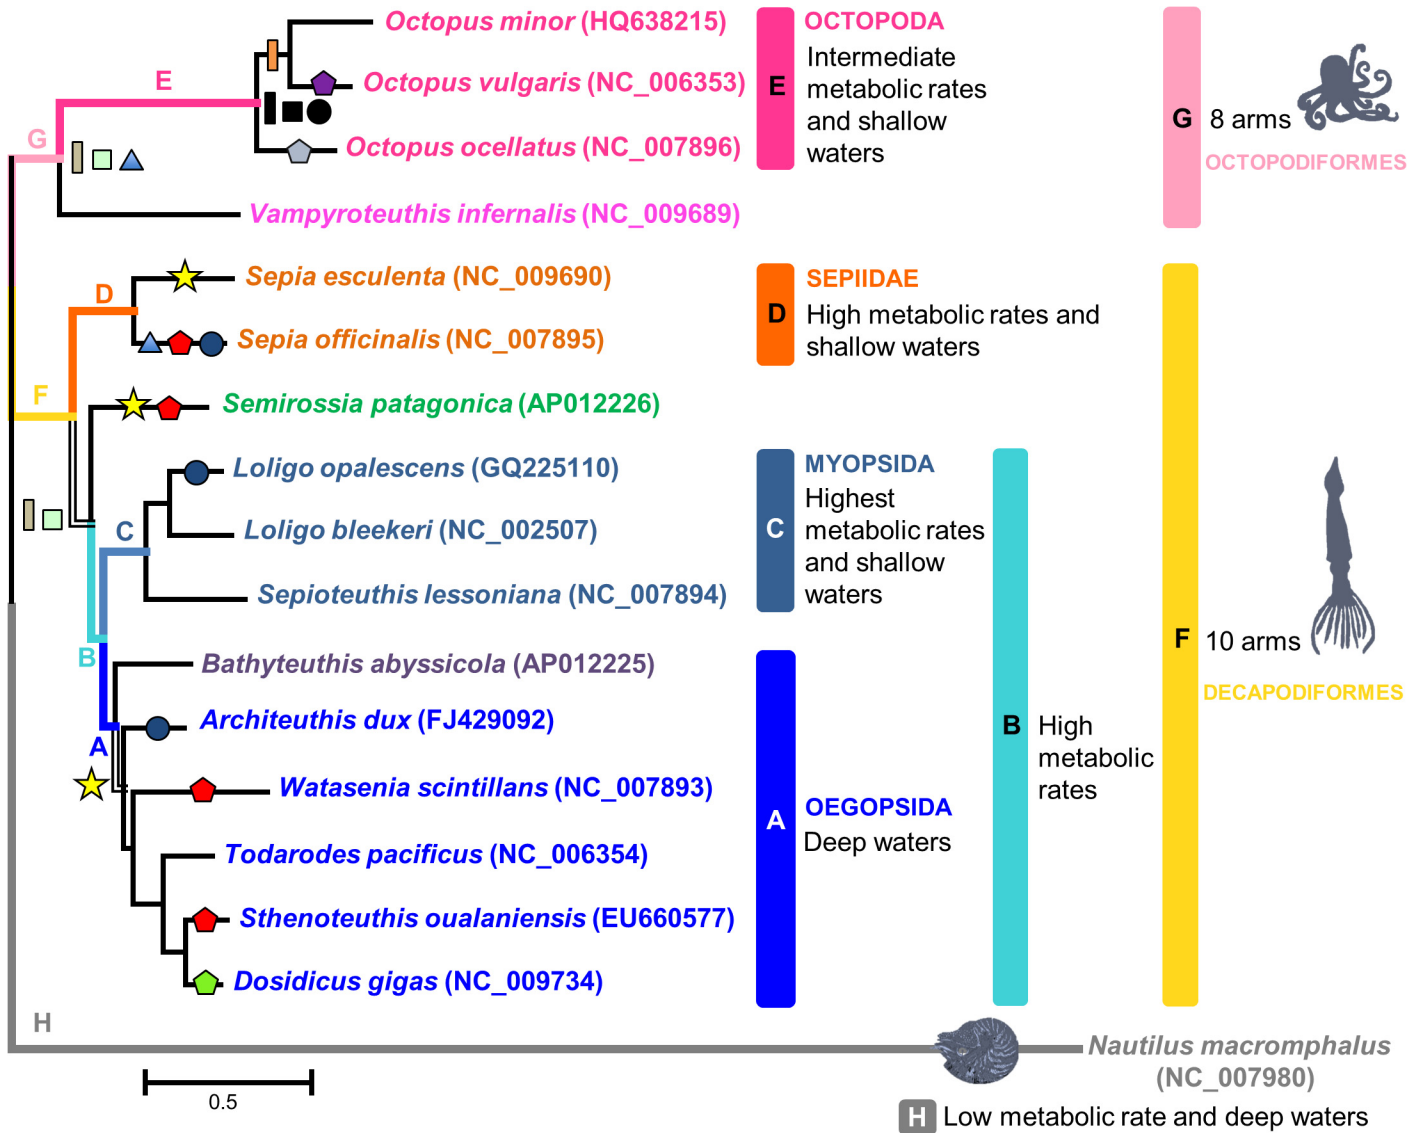 Octopus minor (HQ638215)
Octopus vulgaris (NC_006353)
Octopus ocellatus (NC_007896)
Vampyroteuthis infernalis (NC_009689)
Sepia esculenta (NC_009690)
Sepia officinalis (NC_007895)
Semirossia patagonica (AP012226)
Loligo opalescens (GQ225110)
Loligo bleekeri (NC_002507)
Sepioteuthis lessoniana (NC_007894)
Bathyteuthis abyssicola (AP012225)
Architeuthis dux (FJ429092)
Watasenia scintillans (NC_007893)
Todarodes pacificus (NC_006354)
Sthenoteuthis oualaniensis (EU660577)
Dosidicus gigas (NC_009734)
Nautilus macromphalus
(NC_007980)
E
G
D
F
C
B
A
H
0.5
E
OCTOPODA
Intermediate
metabolic rates
and shallow
waters
D
SEPIIDAE
High metabolic rates and
shallow waters
C
MYOPSIDA
Highest
metabolic rates
and shallow
waters
A
OEGOPSIDA
Deep waters
B
High
metabolic
rates
G
8 arms
OCTOPODIFORMES
F
10 arms
DECAPODIFORMES
H
Low metabolic rate and deep waters